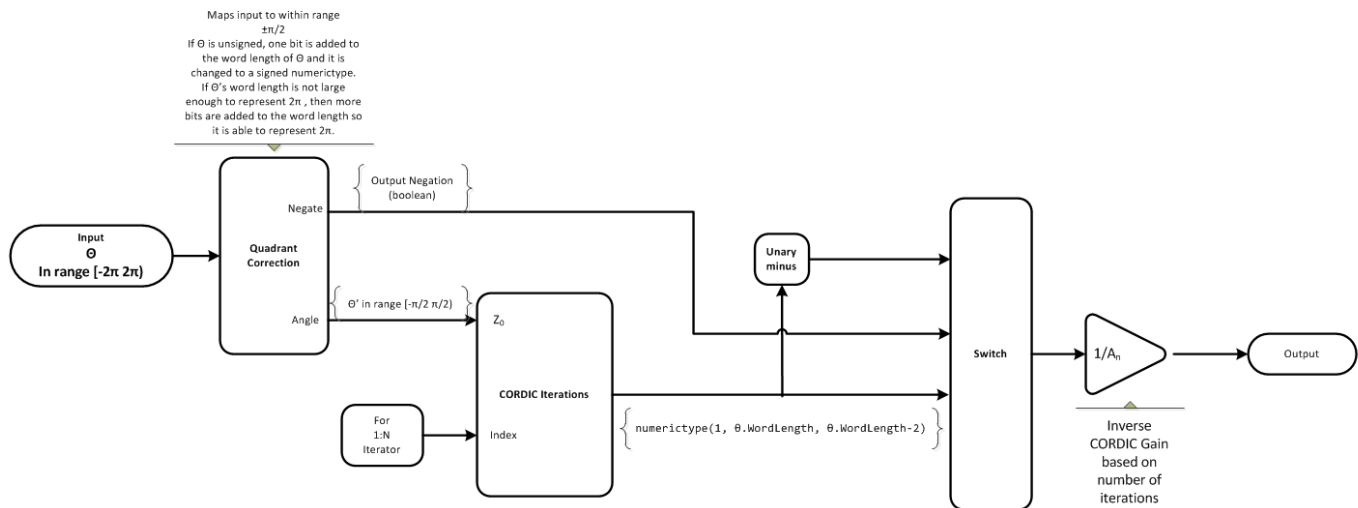 Maps input to within range
±π/2
If Θ is unsigned, one bit is added to
the word length of Θ and it is
changed to a signed numerictype.
If Θ's word length is not large
enough to represent 2π , then more
bits are added to the word length so
it is able to represent 2π.
Input
Θ
In range [-2π 2π)
Quadrant
Correction
Negate
Angle
Output Negation
(boolean)
Θ' in range [-π/2 π/2)
Z0
CORDIC Iterations
Index
For
1:N
Iterator
Unary
minus
numerictype(1, θ.WordLength, θ.WordLength-2)
Switch
1/An
Inverse
CORDIC Gain
based on
number of
iterations
Output